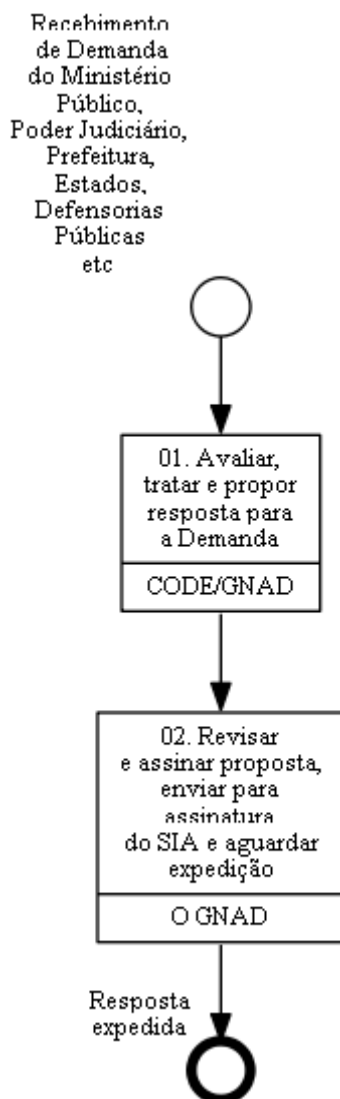 Recebimento
de Demanda
do Ministério
Público,
Poder Judiciário,
Prefeitura,
Estados,
Defensorias
Públicas
etc
01. Avaliar,
tratar e propor
resposta para
a Demanda
CODE/GNAD
02. Revisar
e assinar proposta,
enviar para
assinatura
do SIA e aguardar
expedição
O GNAD
Resposta
expedida